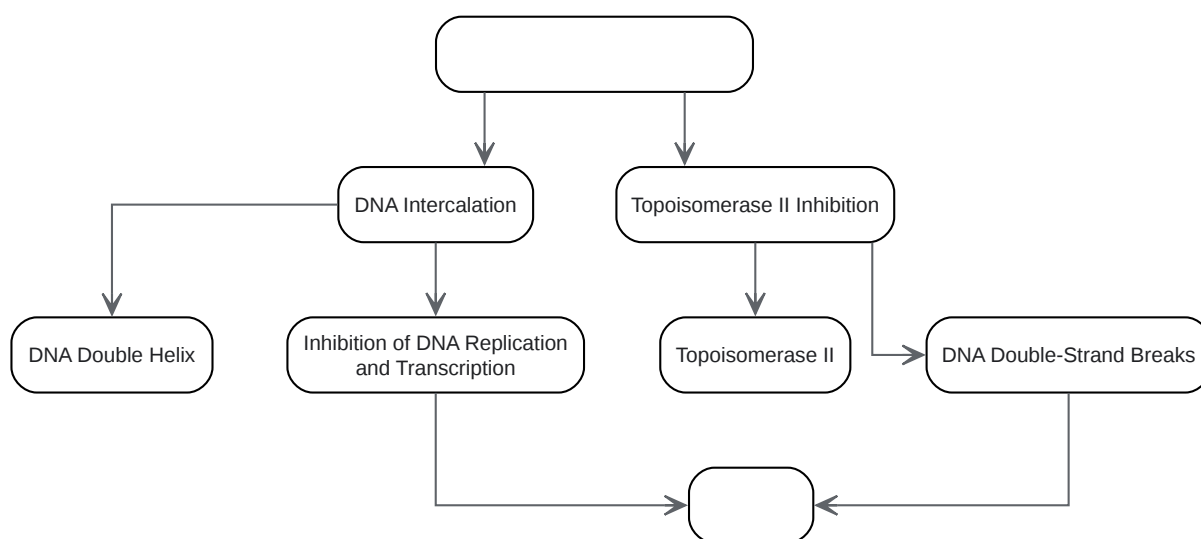 DNA Intercalation
Topoisomerase II Inhibition
DNA Double Helix
Inhibition of DNA Replication
and Transcription
Topoisomerase II
DNA Double-Strand Breaks